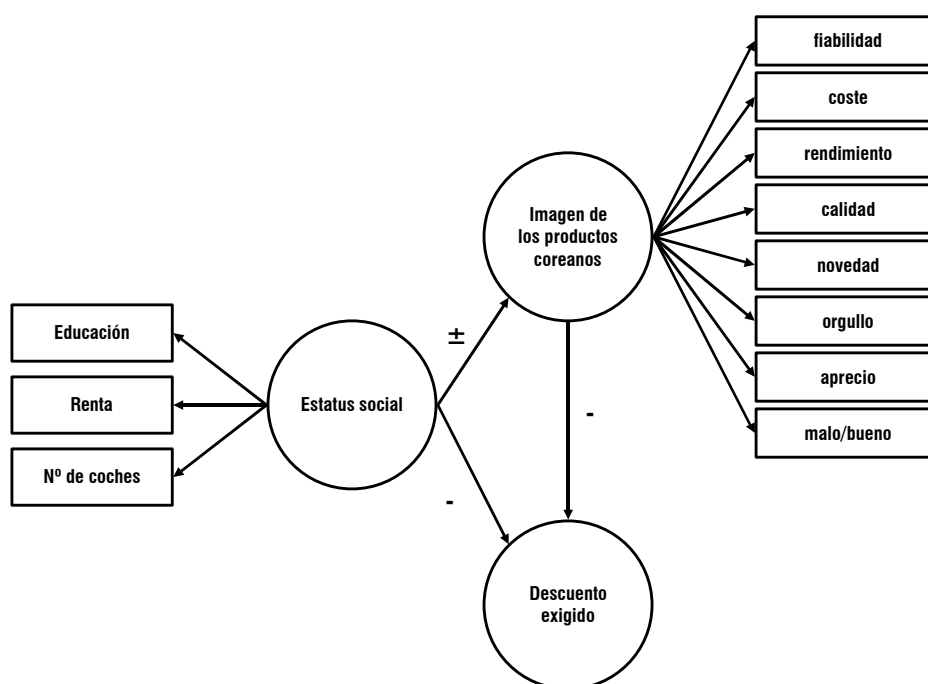 fiabilidad
coste
rendimiento
calidad
novedad
orgullo
aprecio
malo/bueno
Imagen de
los productos
coreanos
±
-
Educación
Renta
Nº de coches
Estatus social
-
Descuento
exigido